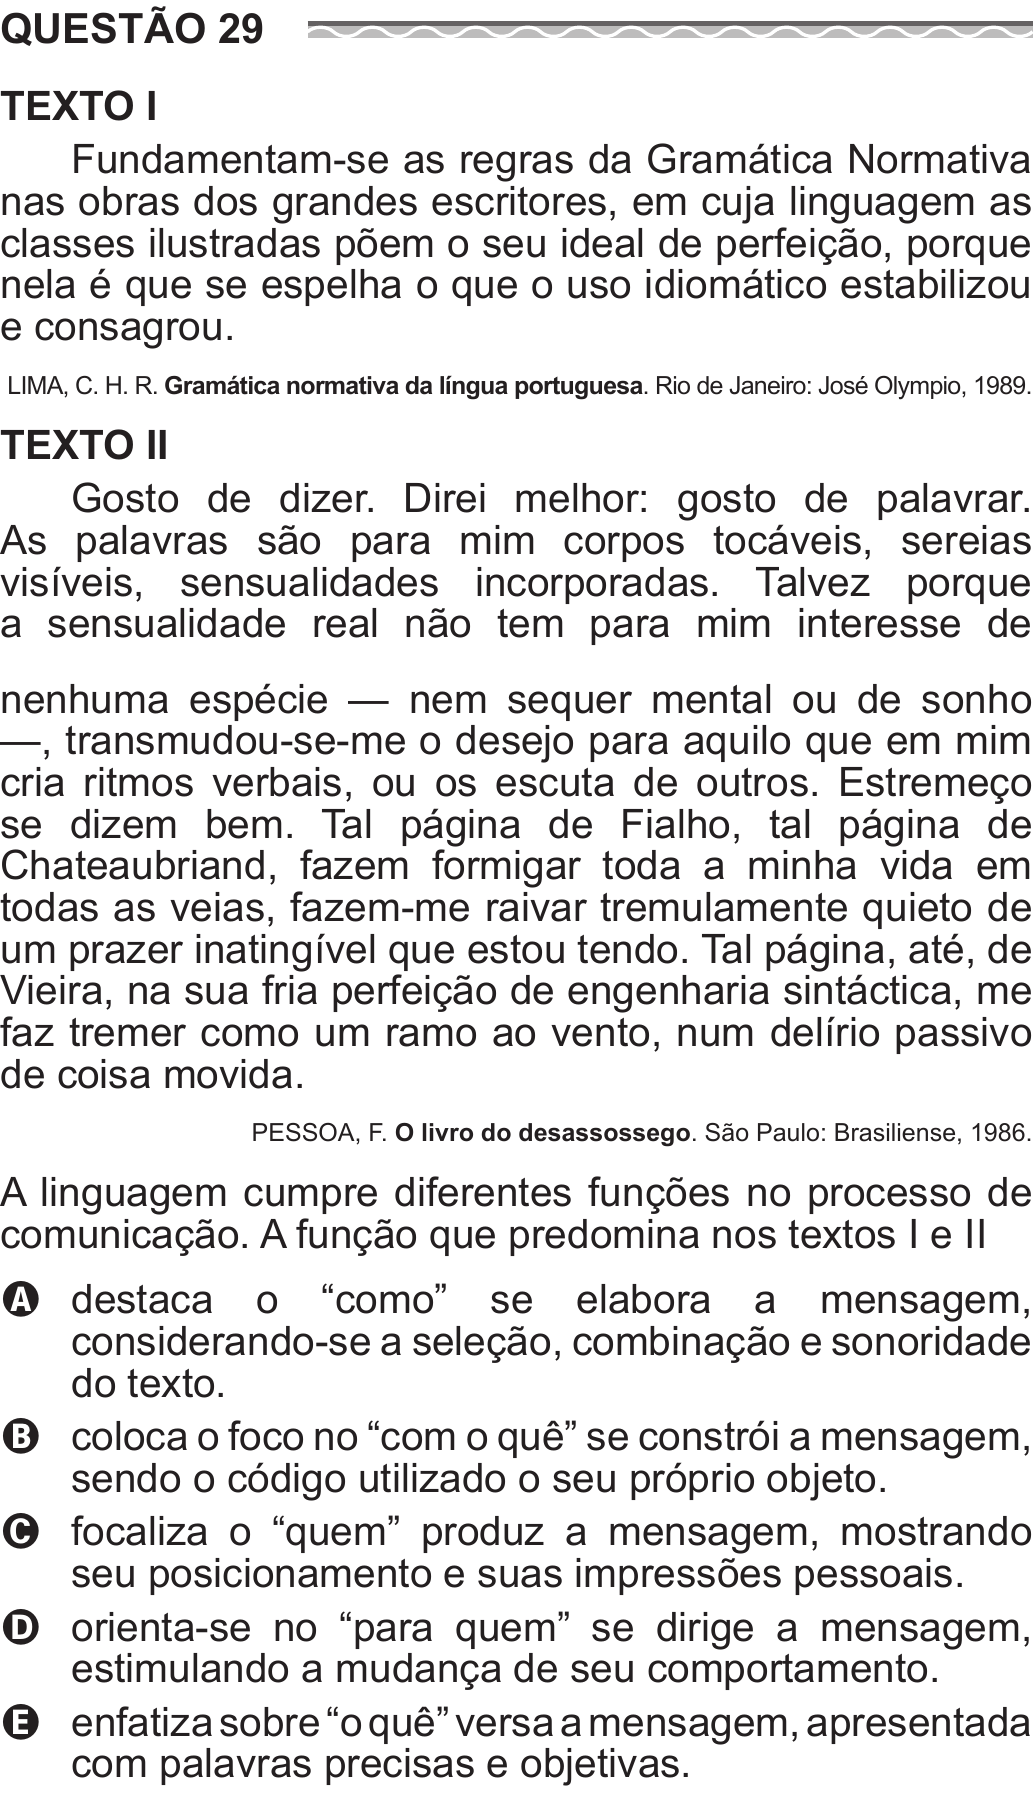 QUESTÃO 29
TEXTO I
Fundamentam-se as regras da Gramática Normativa
nas obras dos grandes escritores, em cuja linguagem as
classes ilustradas põem o seu ideal de perfeição, porque
nela é que se espelha o que o uso idiomático estabilizou
e consagrou.
LIMA, C. H. R. Gramática normativa da língua portuguesa. Rio de Janeiro: José Olympio, 1989.
TEXTO II
Gosto de dizer. Direi melhor: gosto de palavrar.
As palavras são para mim corpos tocáveis, sereias
visíveis, sensualidades incorporadas. Talvez porque
a sensualidade real não tem para mim interesse de
nenhuma espécie — nem sequer mental ou de sonho
—, transmudou-se-me o desejo para aquilo que em mim
cria ritmos verbais, ou os escuta de outros. Estremeço
se dizem bem. Tal página de Fialho, tal página de
Chateaubriand, fazem formigar toda a minha vida em
todas as veias, fazem-me raivar tremulamente quieto de
um prazer inatingível que estou tendo. Tal página, até, de
Vieira, na sua fria perfeição de engenharia sintáctica, me
faz tremer como um ramo ao vento, num delírio passivo
de coisa movida.
PESSOA, F. O livro do desassossego. São Paulo: Brasiliense, 1986.
A linguagem cumpre diferentes funções no processo de
comunicação. A função que predomina nos textos I e II
A destaca o “como” se elabora a mensagem,
considerando-se a seleção, combinação e sonoridade
do texto.
B coloca o foco no “com o quê” se constrói a mensagem,
sendo o código utilizado o seu próprio objeto.
C focaliza o “quem” produz a mensagem, mostrando
seu posicionamento e suas impressões pessoais.
D orienta-se no “para quem” se dirige a mensagem,
estimulando a mudança de seu comportamento.
E enfatiza sobre “o quê” versa a mensagem, apresentada
com palavras precisas e objetivas.